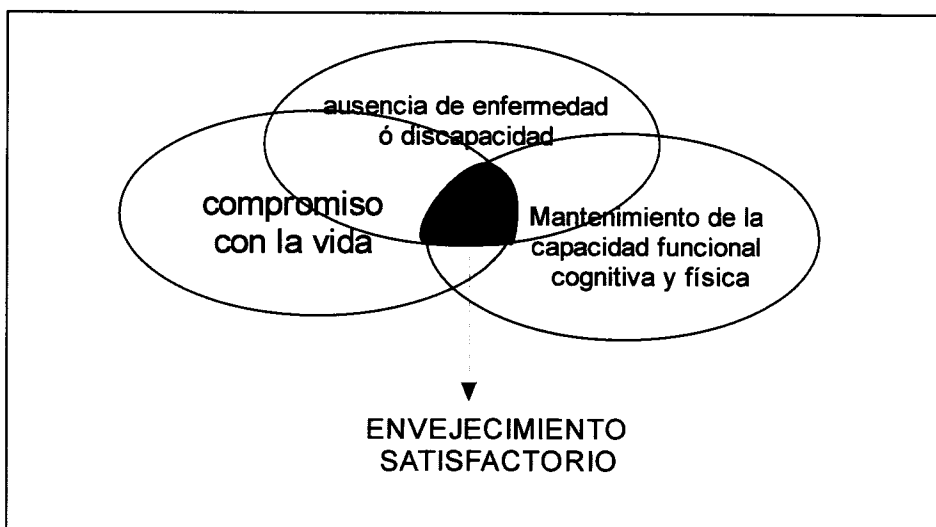 ausencia de enfermedad
ó discapacidad
compromiso
con la vida
Mantenimiento de la
capacidad funcional
cognitiva y física
ENVEJECIMIENTO
SATISFACTORIO